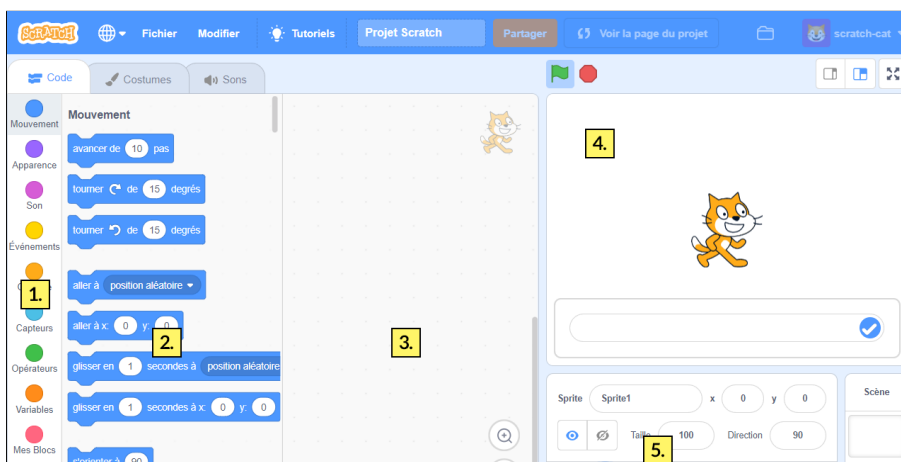 SCRATCH Fichier Modifier Tutoriels Projet Scratch Partager Voir la page du projet scratch-cat
Code Costumes Sons
Mouvement
Apparence
Son
Événements
1.
Capteurs
Opérateurs
Variables
Mes Blocs
Mouvement
avancer de 10 pas
tourner de 15 degrés
tourner de 15 degrés
aller à position aléatoire
aller à x: 0 y: 0
2.
glisser en 1 secondes à position aléatoire
glisser en 1 secondes à x: 0 y: 0
s'orienter à 90
3.
4.
Sprite Sprite1 x 0 y 0
Taille 100 Direction 90
5.
Scène